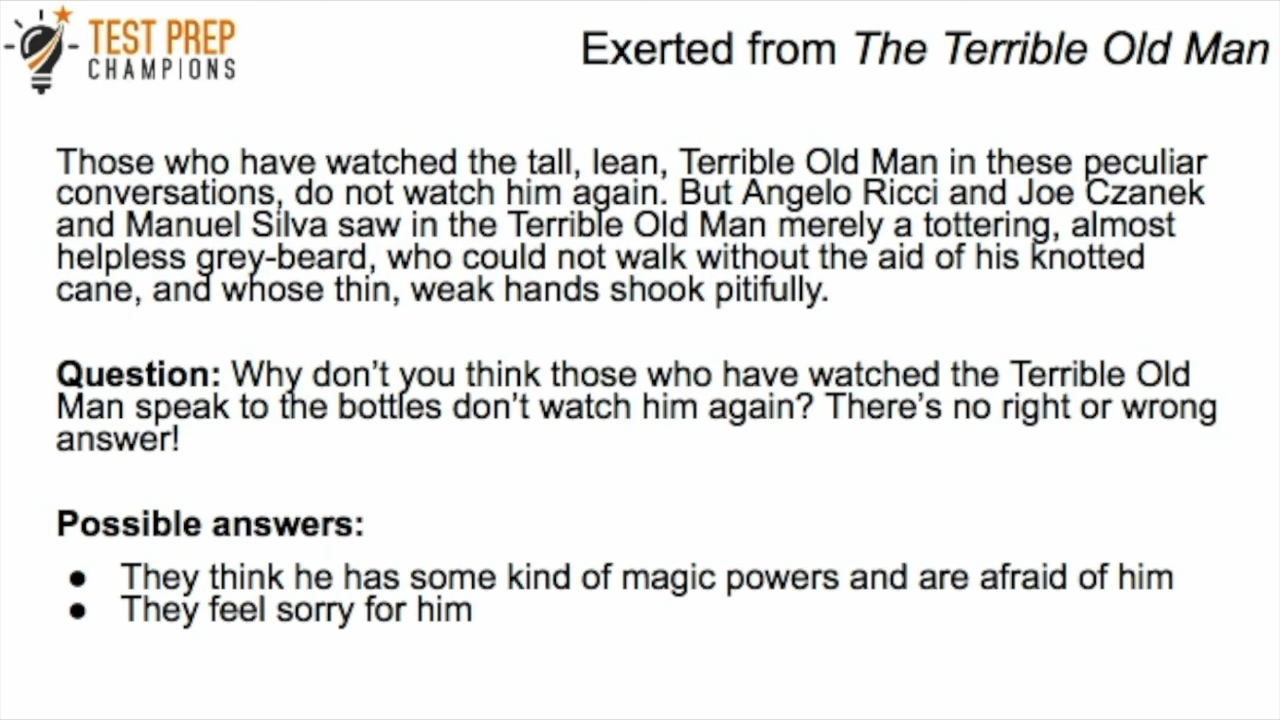 TEST PREP
CHAMPIONS
Exerted from The Terrible Old Man
Those who have watched the tall, lean, Terrible Old Man in these peculiar
conversations, do not watch him again. But Angelo Ricci and Joe Czanek
and Manuel Silva saw in the Terrible Old Man merely a tottering, almost
helpless grey-beard, who could not walk without the aid of his knotted
cane, and whose thin, weak hands shook pitifully.
Question: Why don’t you think those who have watched the Terrible Old
Man speak to the bottles don’t watch him again? There’s no right or wrong
answer!
Possible answers:
● They think he has some kind of magic powers and are afraid of him
● They feel sorry for him